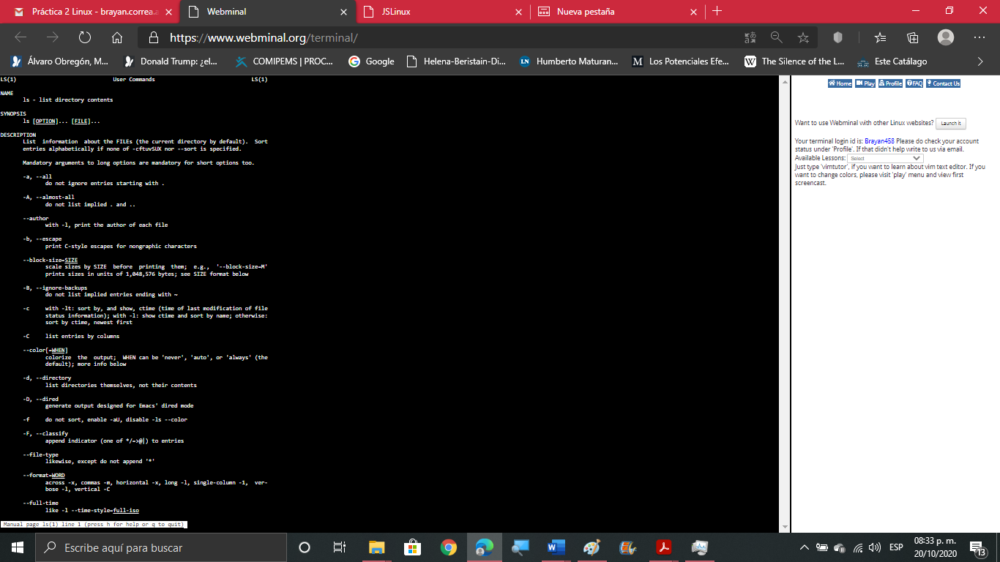 Práctica 2 Linux - brayan.correa.a
Webminal
JSLinux
Nueva pestaña
https://www.webminal.org/terminal/
Álvaro Obregón, M...
Donald Trump: ¿el...
COMIPEMS | PROC...
Google
Helena-Beristain-Di...
Humberto Maturan...
Los Potenciales Efe...
The Silence of the L...
Este Catálago
LS(1) User Commands LS(1)
NAME
ls - list directory contents
SYNOPSIS
ls [OPTION]... [FILE]...
DESCRIPTION
List information about the FILEs (the current directory by default). Sort
entries alphabetically if none of -cftuvSUX nor --sort is specified.
Mandatory arguments to long options are mandatory for short options too.
-a, --all
do not ignore entries starting with .
-A, --almost-all
do not list implied . and ..
--author
with -l, print the author of each file
-b, --escape
print C-style escapes for nongraphic characters
--block-size=SIZE
scale sizes by SIZE before printing them; e.g., '--block-size=M'
prints sizes in units of 1,048,576 bytes; see SIZE format below
-B, --ignore-backups
do not list implied entries ending with ~
-c with -lt: sort by, and show, ctime (time of last modification of file
status information); with -l: show ctime and sort by name; otherwise:
sort by ctime, newest first
-C list entries by columns
--color[=WHEN]
colorize the output; WHEN can be 'never', 'auto', or 'always' (the
default); more info below
-d, --directory
list directories themselves, not their contents
-D, --dired
generate output designed for Emacs' dired mode
-f do not sort, enable -aU, disable -ls --color
-F, --classify
append indicator (one of */=>@|) to entries
--file-type
likewise, except do not append '*'
--format=WORD
across -x, commas -m, horizontal -x, long -l, single-column -1, ver-
bose -l, vertical -C
--full-time
like -l --time-style=full-iso
Manual page ls(1) line 1 (press h for help or q to quit)
Home Play Profile FAQ Contact Us
Want to use Webminal with other Linux websites? Launch it
Your terminal login id is: Brayan458 Please do check your account
status under 'Profile'. If that didn't help write to us via email.
Available Lessons: Select
Just type 'vimtutor', if you want to learn about vim text editor. If you
want to change colors, please visit 'play' menu and view first
screencast.
Escribe aquí para buscar
ESP
08:33 p. m.
20/10/2020
13